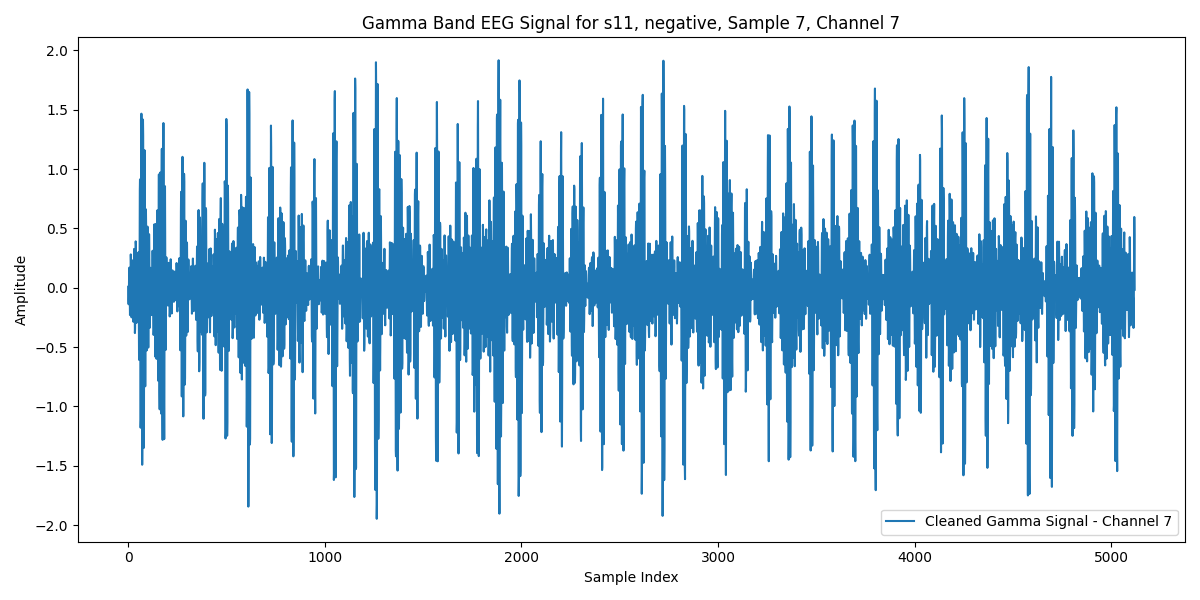 Gamma Band EEG Signal for s11, negative, Sample 7, Channel 7
2.0
1.5
1.0
0.5
0.0
−0.5
−1.0
−1.5
−2.0
Amplitude
Cleaned Gamma Signal - Channel 7
0 1000 2000 3000 4000 5000
Sample Index